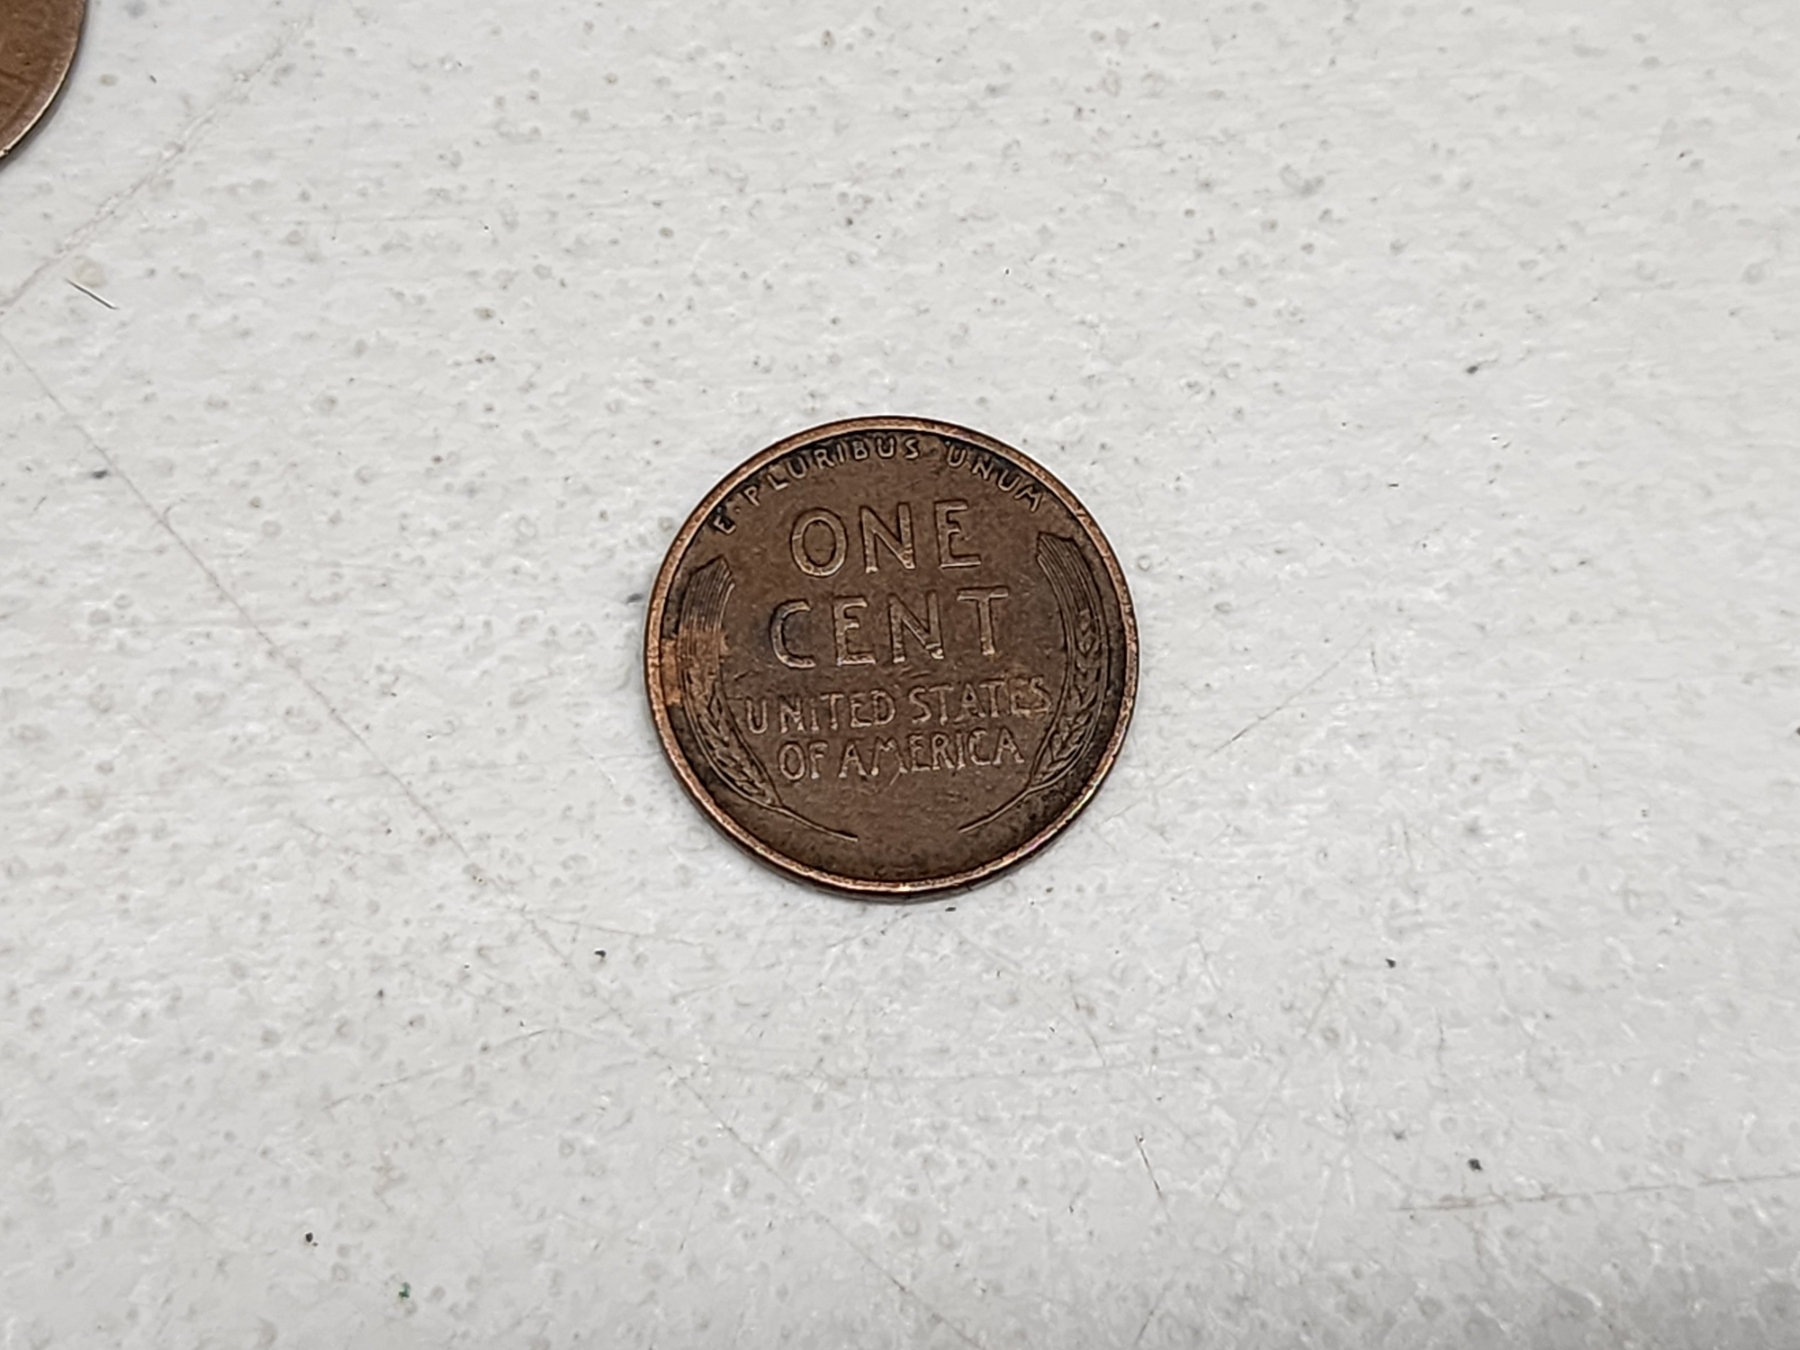 E · PLURIBUS · UNUM
ONE
CENT
UNITED STATES
OF AMERICA